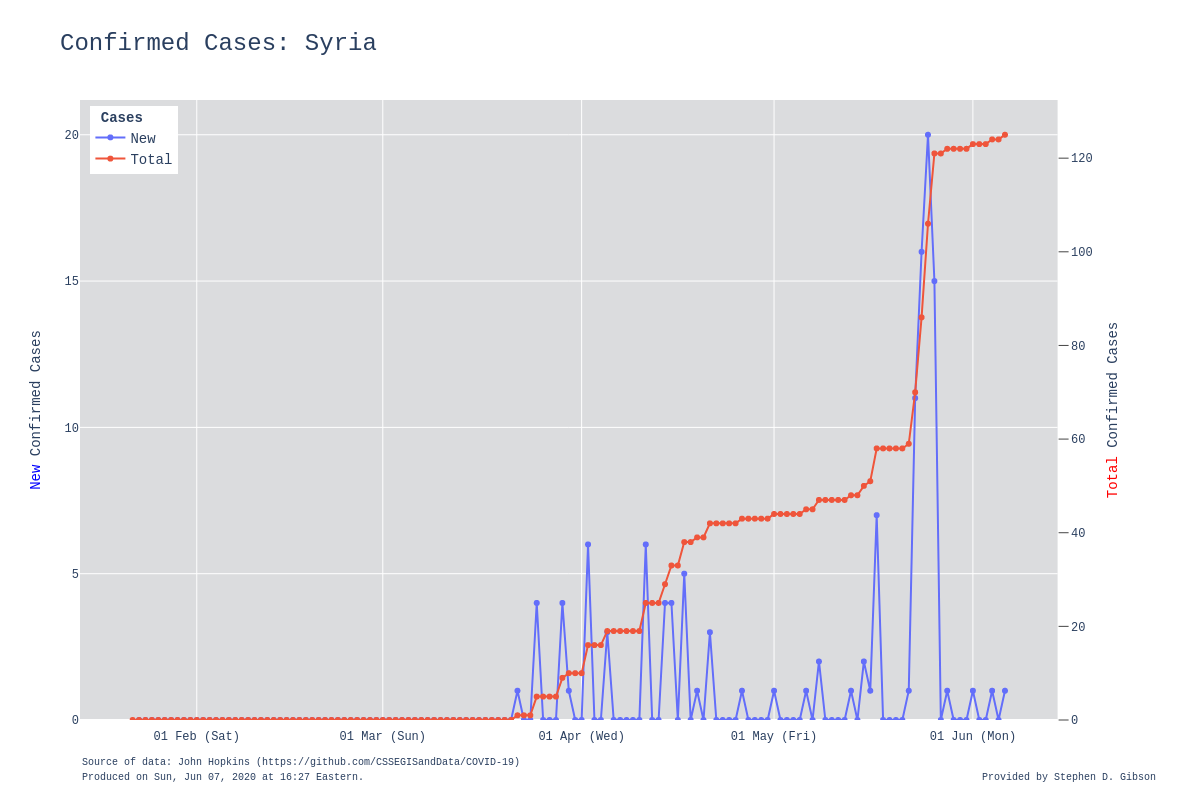 Confirmed Cases: Syria
Cases
New
Total
20
15
10
5
0
120
100
80
60
40
20
0
New Confirmed Cases
Total Confirmed Cases
01 Feb (Sat)
01 Mar (Sun)
01 Apr (Wed)
01 May (Fri)
01 Jun (Mon)
Source of data: John Hopkins (https://github.com/CSSEGISandData/COVID-19)
Produced on Sun, Jun 07, 2020 at 16:27 Eastern.
Provided by Stephen D. Gibson